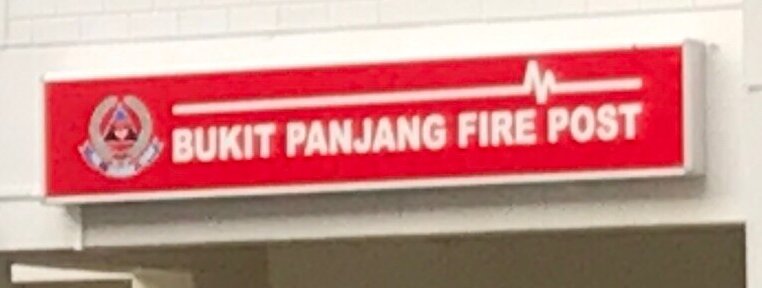 BUKIT PANJANG FIRE POST